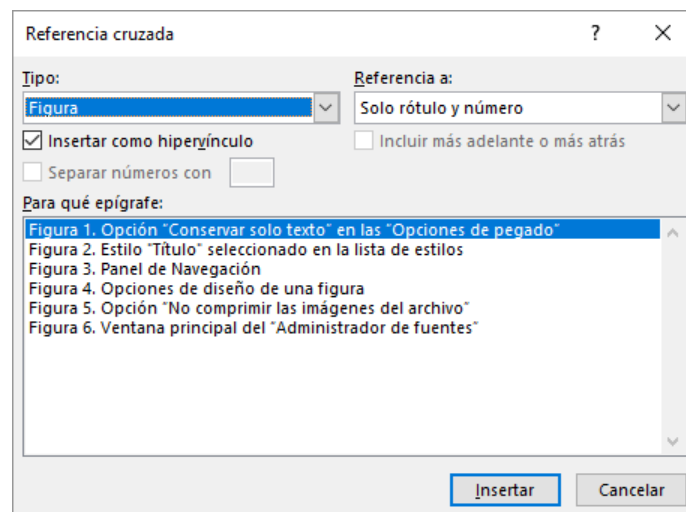 Referencia cruzada
Tipo:
Referencia a:
Figura
Solo rótulo y número
Insertar como hipervínculo
Incluir más adelante o más atrás
Separar números con
Para qué epígrafe:
Figura 1. Opción "Conservar solo texto" en las "Opciones de pegado"
Figura 2. Estilo "Título" seleccionado en la lista de estilos
Figura 3. Panel de Navegación
Figura 4. Opciones de diseño de una figura
Figura 5. Opción "No comprimir las imágenes del archivo"
Figura 6. Ventana principal del "Administrador de fuentes"
Insertar
Cancelar